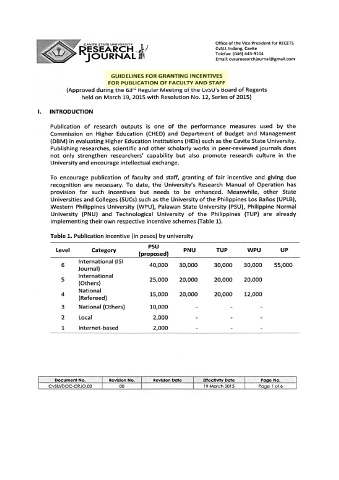 CAVITE STATE UNIVERSITY
RESEARCH
JOURNAL
Office of the Vice President for RECETS
CvSU, Indang, Cavite
Telefax: (046) 443-9104
Email: cvsuresearchjournal@gmail.com
GUIDELINES FOR GRANTING INCENTIVES
FOR PUBLICATION OF FACULTY AND STAFF
(Approved during the 63rd Regular Meeting of the CvSU's Board of Regents
held on March 19, 2015 with Resolution No. 12, Series of 2015)
I. INTRODUCTION
Publication of research outputs is one of the performance measures used by the
Commission on Higher Education (CHED) and Department of Budget and Management
(DBM) in evaluating Higher Education Institutions (HEIs) such as the Cavite State University.
Publishing researches, scientific and other scholarly works in peer-reviewed journals does
not only strengthen researchers' capability but also promote research culture in the
University and encourage intellectual exchange.
To encourage publication of faculty and staff, granting of fair incentive and giving due
recognition are necessary. To date, the University's Research Manual of Operation has
provision for such incentives but needs to be enhanced. Meanwhile, other State
Universities and Colleges (SUCs) such as the University of the Philippines Los Baños (UPLB),
Western Philippines University (WPU), Palawan State University (PSU), Philippine Normal
University (PNU) and Technological University of the Philippines (TUP) are already
implementing their own respective incentive schemes (Table 1).
Table 1. Publication incentive (in pesos) by university
Level Category PSU (proposed) PNU TUP WPU UP
6 International (ISI Journal) 40,000 30,000 30,000 30,000 55,000
5 International (Others) 25,000 20,000 20,000 20,000
4 National (Refereed) 15,000 20,000 20,000 12,000
3 National (Others) 10,000 - - -
2 Local 2,000 - - -
1 Internet-based 2,000 - - -
Document No. Revision No. Revision Date Effectivity Date Page No.
CvSU-DOC-CRJO.02 00 19 March 2015 Page 1 of 6